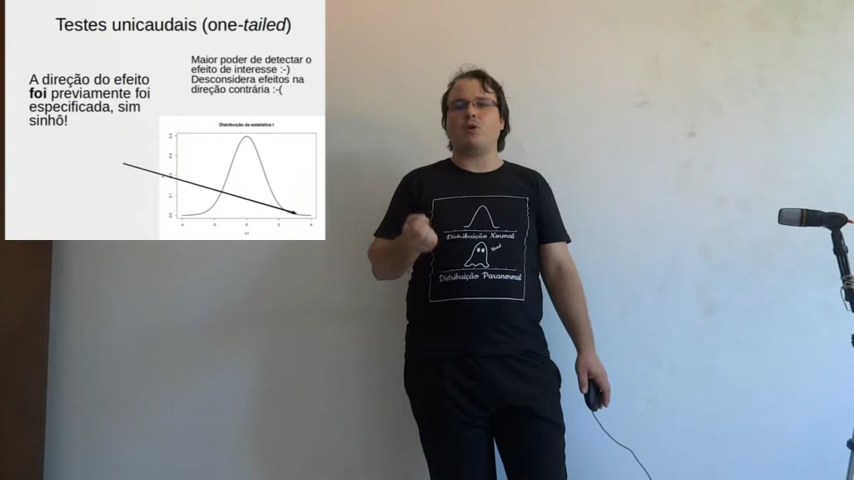 Testes unicaudais (one-tailed)
Maior poder de detectar o
efeito de interesse :-)
Desconsidera efeitos na
direção contrária :-(
A direção do efeito
foi previamente foi
especificada, sim
sinhô!
Distribuição da estatística t
Distribuição Normal
Distribuição Paranormal